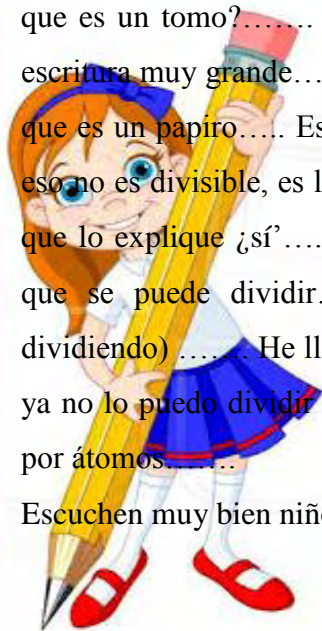 que es un tomo?.......
escritura muy grande…
que es un papiro….. Es
eso no es divisible, es l
que lo explique ¿sí’….
que se puede dividir.
dividiendo) ……. He ll
ya no lo puedo dividir
por átomos…….
Escuchen muy bien niño